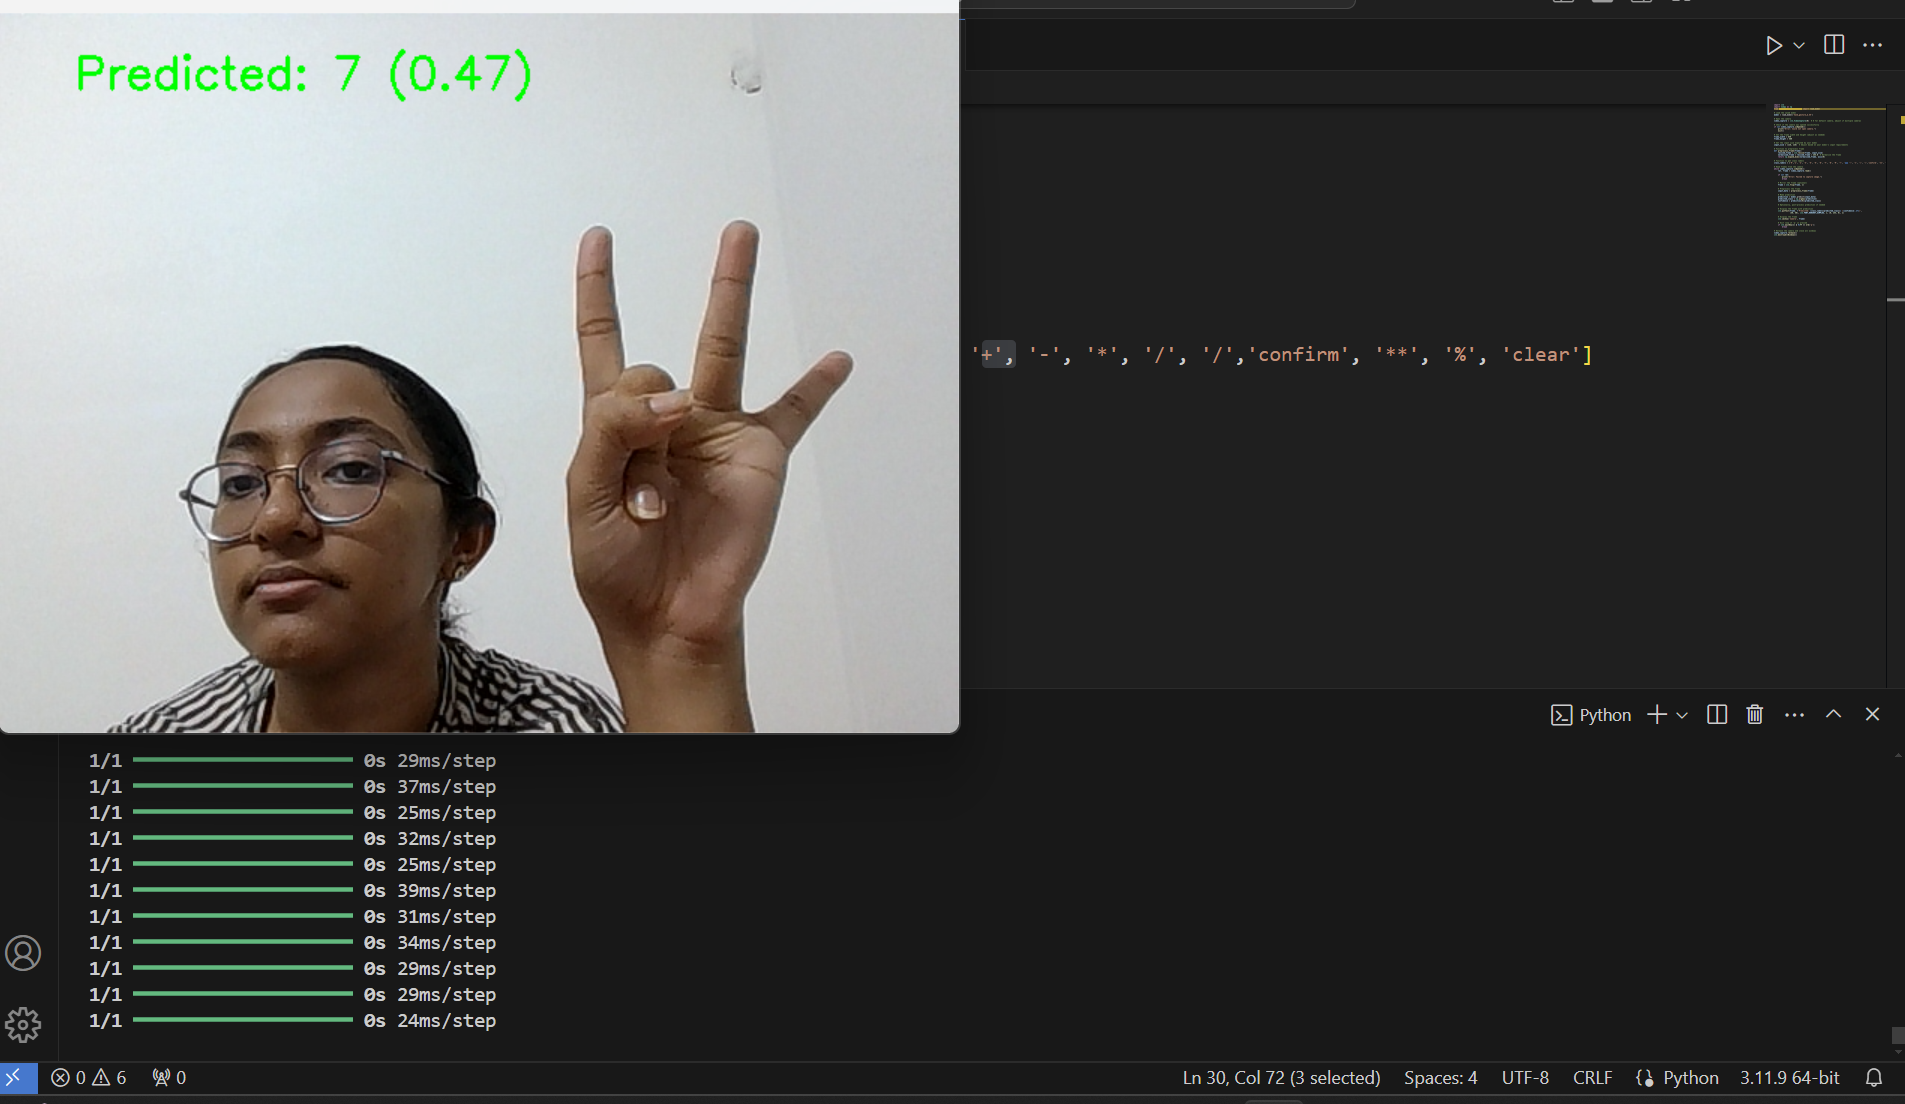 Predicted: 7 (0.47)
'+', '-', '*', '/', '/','confirm', '**', '%', 'clear']
Python
1/1 0s 29ms/step
1/1 0s 37ms/step
1/1 0s 25ms/step
1/1 0s 32ms/step
1/1 0s 25ms/step
1/1 0s 39ms/step
1/1 0s 31ms/step
1/1 0s 34ms/step
1/1 0s 29ms/step
1/1 0s 29ms/step
1/1 0s 24ms/step
0 6 0 Ln 30, Col 72 (3 selected) Spaces: 4 UTF-8 CRLF Python 3.11.9 64-bit